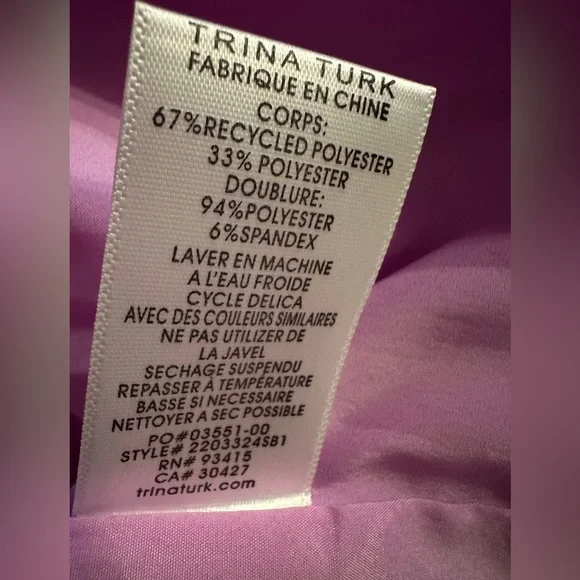 TRINA TURK
FABRIQUE EN CHINE
CORPS:
67%RECYCLED POLYESTER
33% POLYESTER
DOUBLURE:
94%POLYESTER
6%SPANDEX
LAVER EN MACHINE
A L'EAU FROIDE
CYCLE DELICA
AVEC DES COULEURS SIMILAIRES
NE PAS UTILIZER DE
LA JAVEL
SECHAGE SUSPENDU
REPASSER À TEMPÉRATURE
BASSE SI NECESSAIRE
NETTOYER A SEC POSSIBLE
PO# 03551-00
STYLE# 2203324SB1
RN# 93415
CA# 30427
trinaturk.com